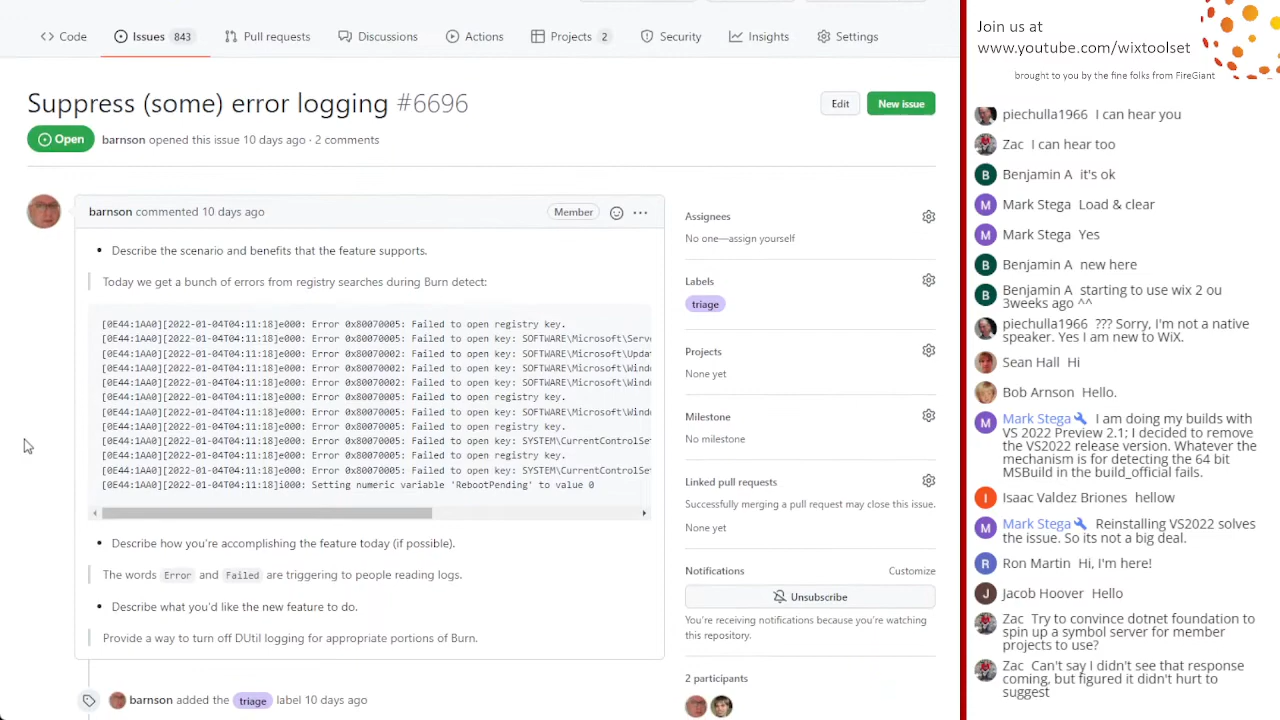 Code
Issues 843
Pull requests
Discussions
Actions
Projects 2
Security
Insights
Settings
Suppress (some) error logging #6696
Edit
New issue
Open
barnson opened this issue 10 days ago · 2 comments
barnson commented 10 days ago
Member
• Describe the scenario and benefits that the feature supports.
Today we get a bunch of errors from registry searches during Burn detect:
[0E44:1AA0][2022-01-04T04:11:18]e000: Error 0x80070005: Failed to open registry key.
[0E44:1AA0][2022-01-04T04:11:18]e000: Error 0x80070005: Failed to open key: SOFTWARE\Microsoft\Serve
[0E44:1AA0][2022-01-04T04:11:18]e000: Error 0x80070002: Failed to open key: SOFTWARE\Microsoft\Updat
[0E44:1AA0][2022-01-04T04:11:18]e000: Error 0x80070002: Failed to open key: SOFTWARE\Microsoft\Windo
[0E44:1AA0][2022-01-04T04:11:18]e000: Error 0x80070002: Failed to open key: SOFTWARE\Microsoft\Windo
[0E44:1AA0][2022-01-04T04:11:18]e000: Error 0x80070005: Failed to open registry key.
[0E44:1AA0][2022-01-04T04:11:18]e000: Error 0x80070005: Failed to open key: SOFTWARE\Microsoft\Windo
[0E44:1AA0][2022-01-04T04:11:18]e000: Error 0x80070005: Failed to open registry key.
[0E44:1AA0][2022-01-04T04:11:18]e000: Error 0x80070005: Failed to open key: SYSTEM\CurrentControlSet
[0E44:1AA0][2022-01-04T04:11:18]e000: Error 0x80070005: Failed to open registry key.
[0E44:1AA0][2022-01-04T04:11:18]e000: Error 0x80070005: Failed to open key: SYSTEM\CurrentControlSet
[0E44:1AA0][2022-01-04T04:11:18]i000: Setting numeric variable 'RebootPending' to value 0
• Describe how you're accomplishing the feature today (if possible).
The words Error and Failed are triggering to people reading logs.
• Describe what you'd like the new feature to do.
Provide a way to turn off DUtil logging for appropriate portions of Burn.
barnson added the triage label 10 days ago
Assignees
No one—assign yourself
Labels
triage
Projects
None yet
Milestone
No milestone
Linked pull requests
Successfully merging a pull request may close this issue.
None yet
Notifications
Customize
Unsubscribe
You're receiving notifications because you're watching
this repository.
2 participants
Join us at
www.youtube.com/wixtoolset
brought to you by the fine folks from FireGiant
piechulla1966 I can hear you
Zac I can hear too
B Benjamin A it's ok
M Mark Stega Load & clear
M Mark Stega Yes
B Benjamin A new here
B Benjamin A starting to use wix 2 ou
3weeks ago ^^
piechulla1966 ??? Sorry, I'm not a native
speaker. Yes I am new to WiX.
Sean Hall Hi
Bob Arnson Hello.
M Mark Stega I am doing my builds with
VS 2022 Preview 2.1; I decided to remove
the VS2022 release version. Whatever the
mechanism is for detecting the 64 bit
MSBuild in the build_official fails.
I Isaac Valdez Briones hellow
M Mark Stega Reinstalling VS2022 solves
the issue. So its not a big deal.
R Ron Martin Hi, I'm here!
J Jacob Hoover Hello
Zac Try to convince dotnet foundation to
spin up a symbol server for member
projects to use?
Zac Can't say I didn't see that response
coming, but figured it didn't hurt to
suggest